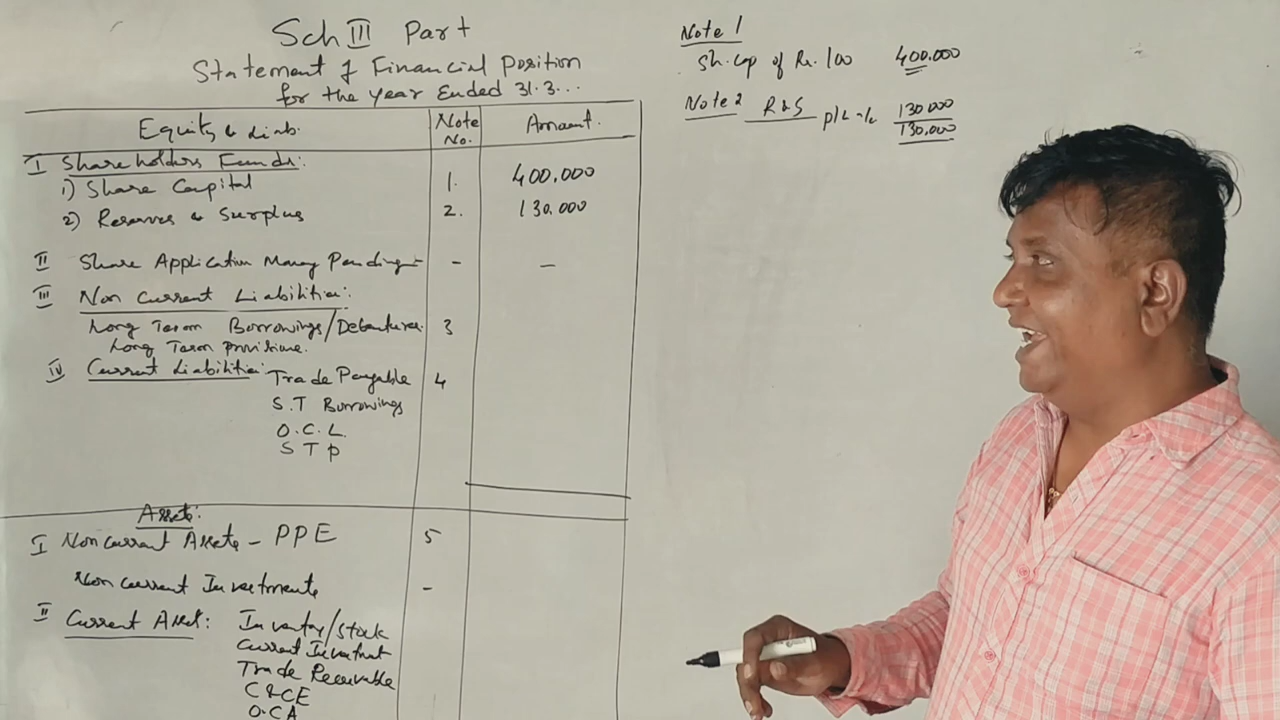 Sch III Part
Statement of Financial Position
for the year Ended 31.3...
Equity & Liab. Note No. Amount.
I Shareholders Funds:
1) Share Capital 1. 400.000
2) Reserves & Surplus 2. 130.000
II Share Application Money Pending - - —
III Non Current Liabilities:
Long Term Borrowings/Debentures 3
Long Term provisions.
IV Current Liabilities: Trade Payable 4
S.T Borrowings
O.C.L.
S T P
Assets:
I Non current Assets - PPE 5
Non current Investments -
II Current Asset: Inventory/Stock
Current Investment
Trade Receivable
C & CE
O.CA
Note 1
Sh. cap of Rs. 100 400.000
Note 2 R&S P/L a/c 130000
130,000